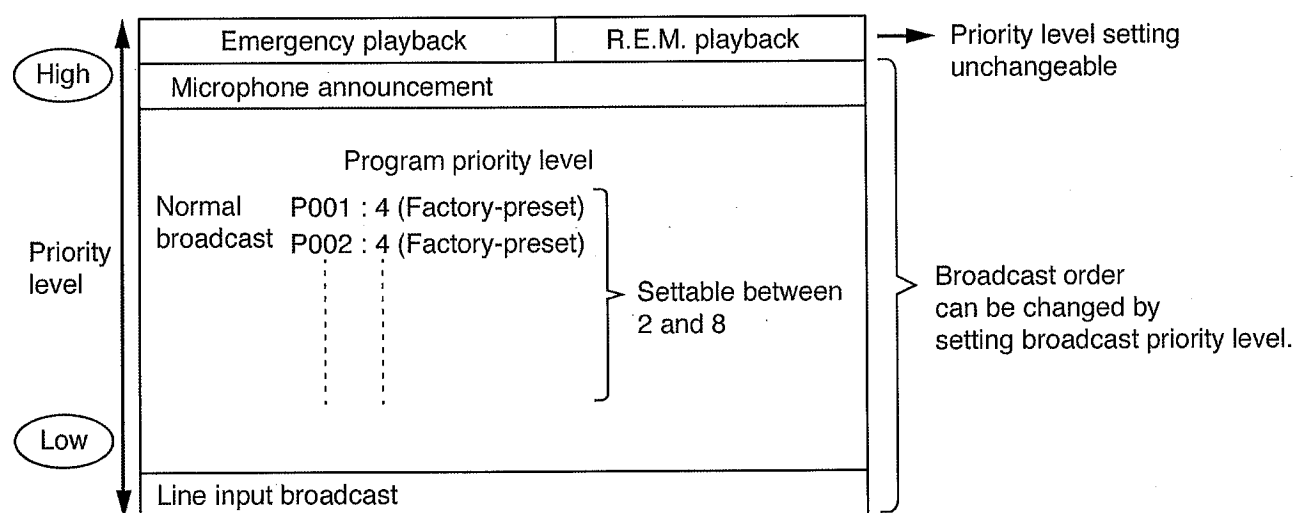 Emergency playback
R.E.M. playback
Priority level setting
unchangeable
High
Microphone announcement
Program priority level
Normal
broadcast
P001 : 4 (Factory-preset)
P002 : 4 (Factory-preset)
Priority
level
Settable between
2 and 8
Broadcast order
can be changed by
setting broadcast priority level.
Low
Line input broadcast